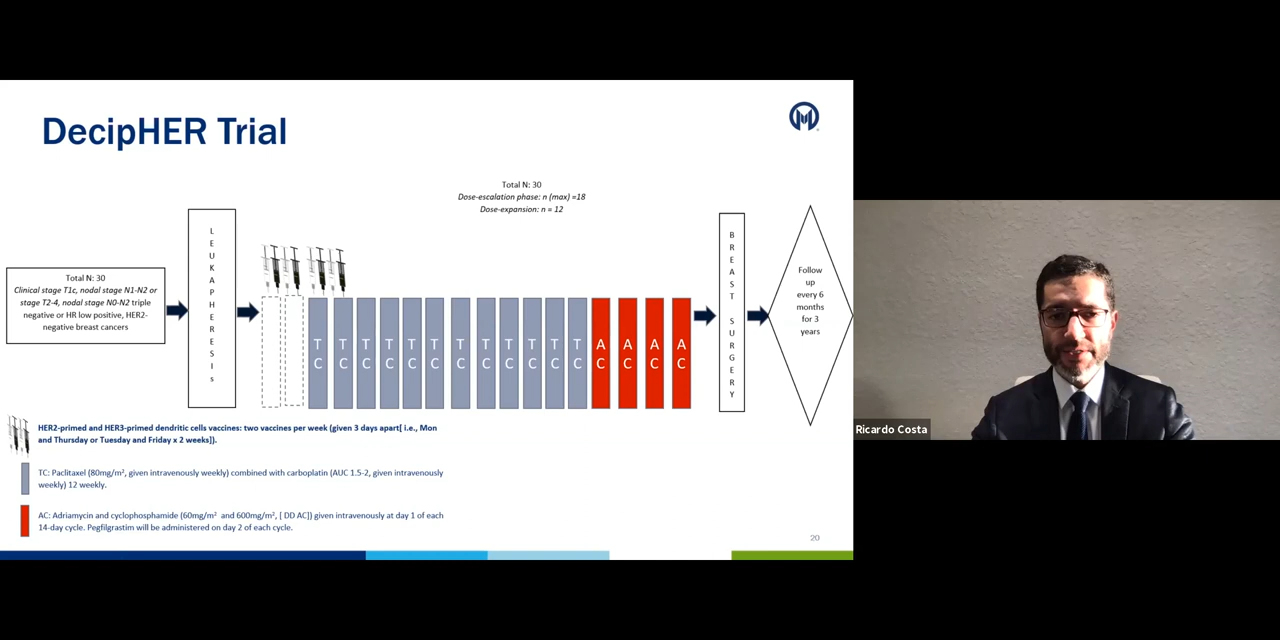 DecipHER Trial
Total N: 30
Dose-escalation phase: n (max) =18
Dose-expansion: n = 12
Total N: 30
Clinical stage T1c, nodal stage N1-N2 or
stage T2-4, nodal stage N0-N2 triple
negative or HR low positive, HER2-
negative breast cancers
L
E
U
K
A
P
H
E
R
E
S
I
s
T C
T C
T C
T C
T C
T C
T C
T C
T C
T C
T C
T C
A C
A C
A C
A C
B
R
E
A
S
T
S
U
R
G
E
R
Y
Follow
up
every 6
months
for 3
years
HER2-primed and HER3-primed dendritic cells vaccines: two vaccines per week (given 3 days apart[ i.e., Mon
and Thursday or Tuesday and Friday x 2 weeks]).
TC: Paclitaxel (80mg/m², given intravenously weekly) combined with carboplatin (AUC 1.5-2, given intravenously
weekly) 12 weekly.
AC: Adriamycin and cyclophosphamide (60mg/m² and 600mg/m², [ DD AC]) given intravenously at day 1 of each
14-day cycle. Pegfilgrastim will be administered on day 2 of each cycle.
20
Ricardo Costa